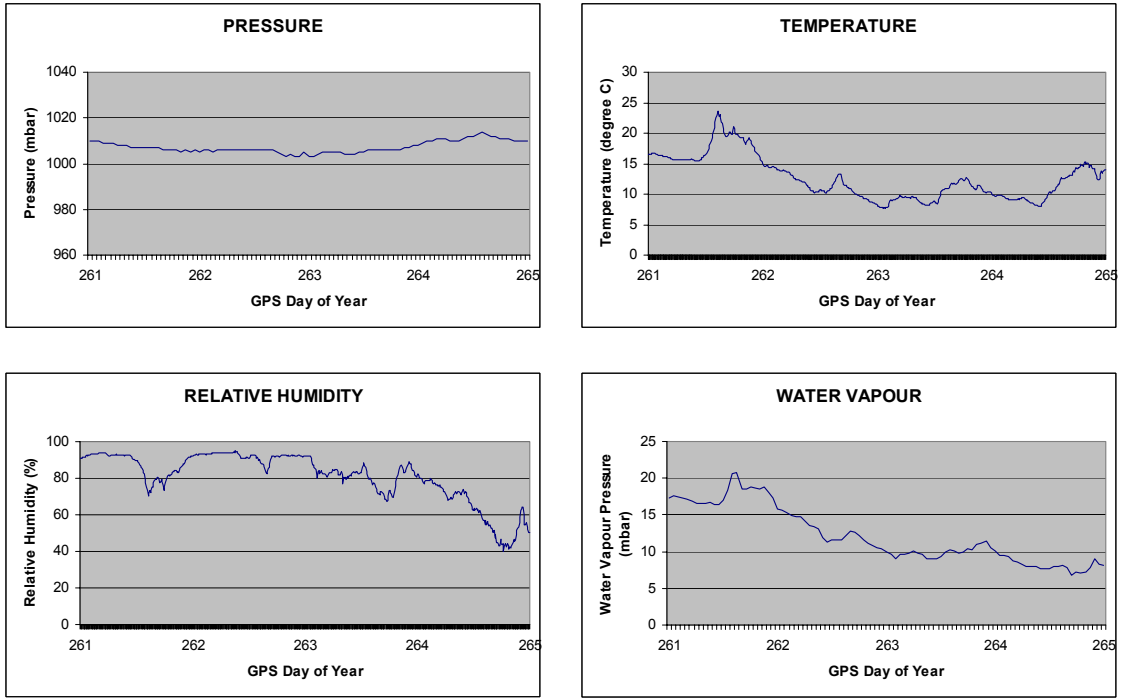 PRESSURE
1040
1020
1000
980
960
Pressure (mbar)
261 262 263 264 265
GPS Day of Year
TEMPERATURE
30
25
20
15
10
5
0
Temperature (degree C)
261 262 263 264 265
GPS Day of Year
RELATIVE HUMIDITY
100
80
60
40
20
0
Relative Humidity (%)
261 262 263 264 265
GPS Day of Year
WATER VAPOUR
25
20
15
10
5
0
Water Vapour Pressure
(mbar)
261 262 263 264 265
GPS Day of Year